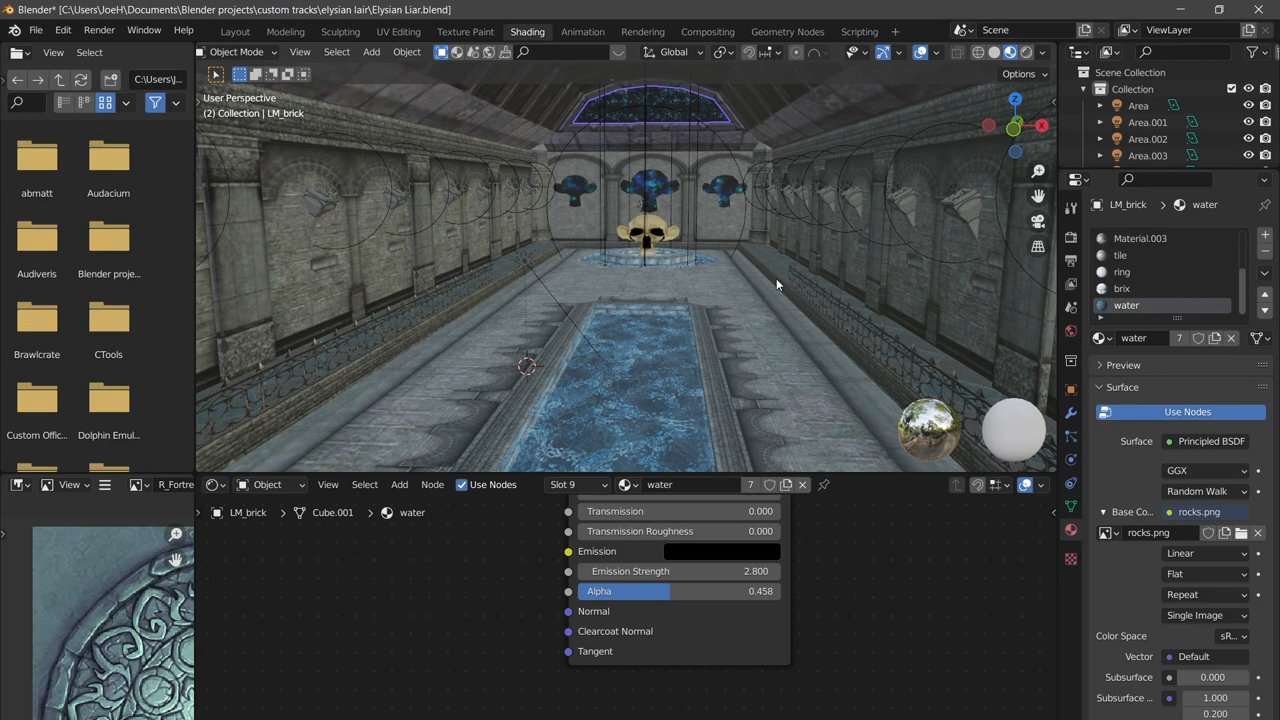 Blender* [C:\Users\JoeH\Documents\Blender projects\custom tracks\elysian lair\Elysian Liar.blend]
File Edit Render Window Help Layout Modeling Sculpting UV Editing Texture Paint Shading Animation Rendering Compositing Geometry Nodes Scripting Scene ViewLayer
View Select Object Mode View Select Add Object Global
C:\Users\J... Options
Scene Collection
Collection
Area
Area.001
Area.002
Area.003
User Perspective
(2) Collection | LM_brick
abmatt Audacium
Audiveris Blender proje...
Brawlcrate CTools
Custom Offic... Dolphin Emul...
X
Z
LM_brick water
Material.003
tile
ring
brix
water
water 7
Preview
Surface
Use Nodes
Surface Principled BSDF
GGX
Random Walk
Base Co... rocks.png
rocks.png
Linear
Flat
Repeat
Single Image
Color Space sR...
Vector Default
Subsurface 0.000
Subsurface ... 1.000
0.200
View R_Fortre
Object View Select Add Node Use Nodes Slot 9 water 7
LM_brick Cube.001 water
Transmission 0.000
Transmission Roughness 0.000
Emission
Emission Strength 2.800
Alpha 0.458
Normal
Clearcoat Normal
Tangent